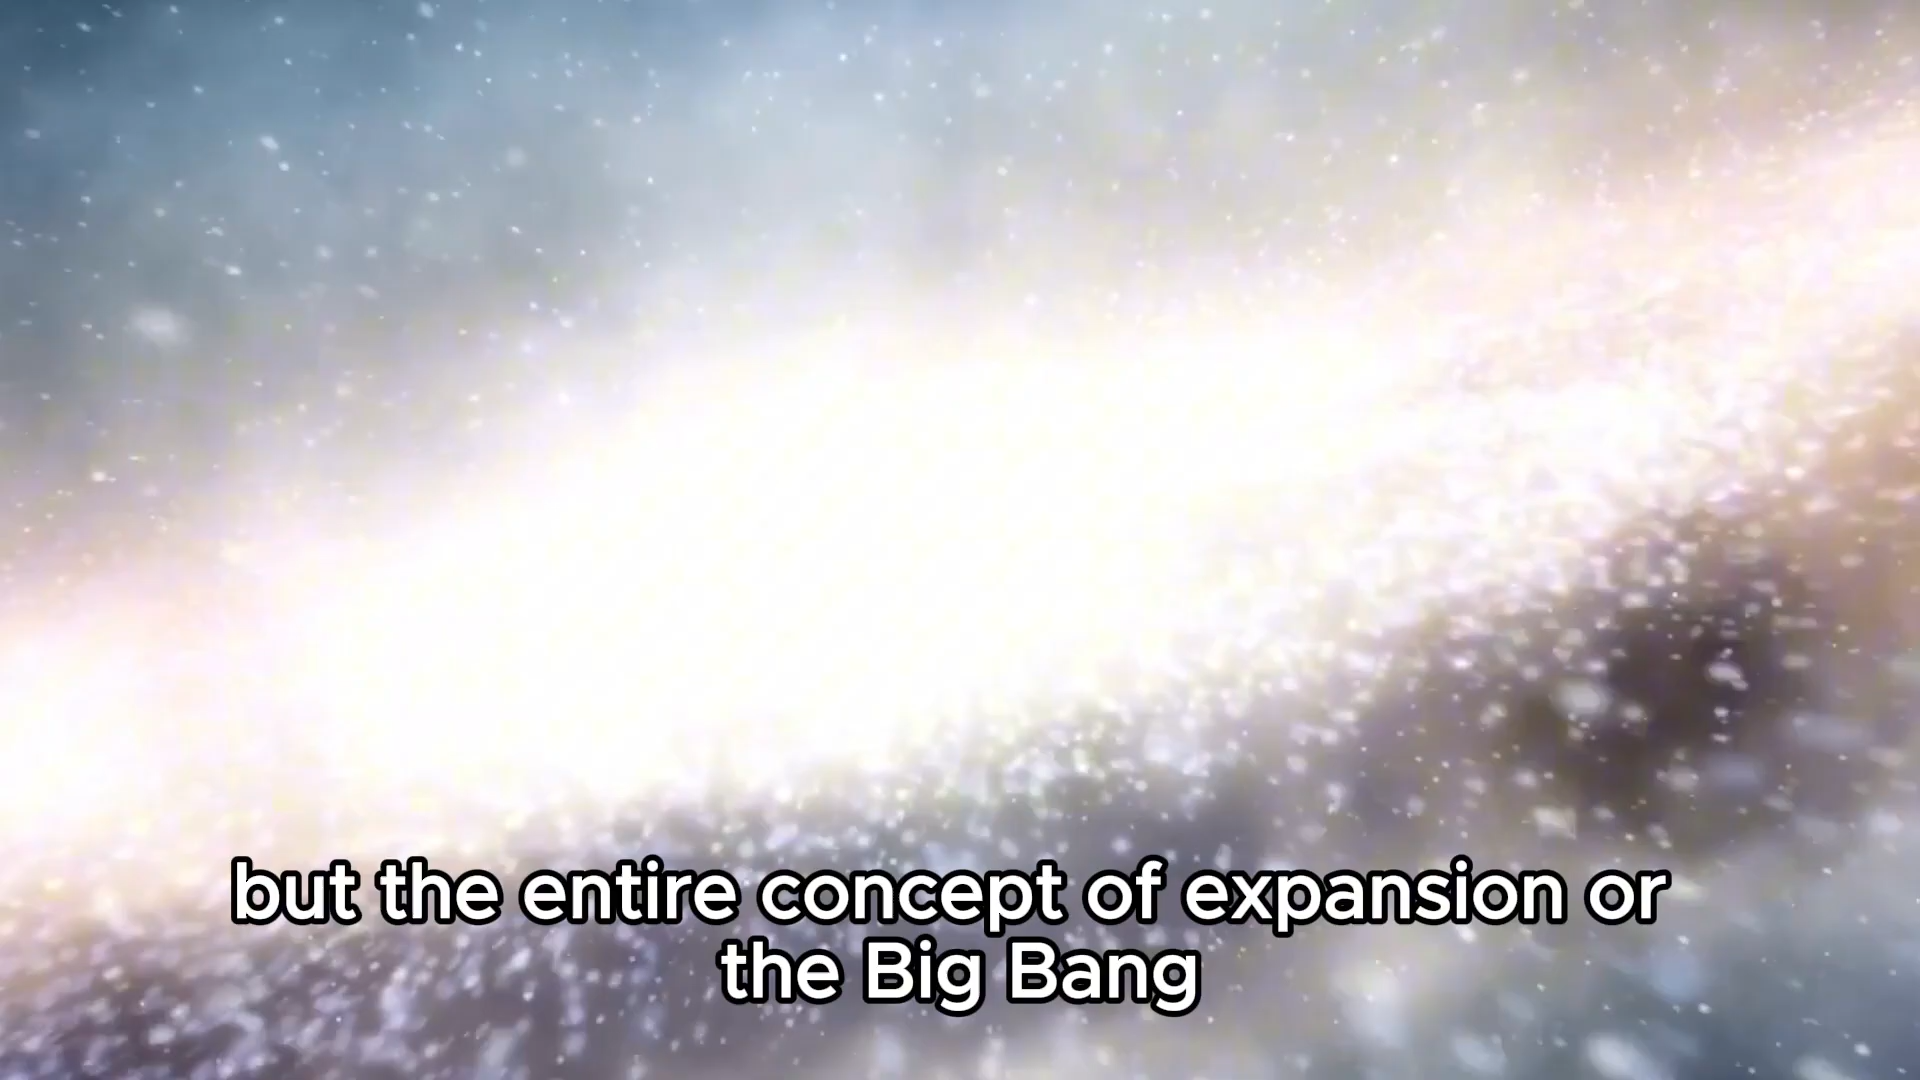 but the entire concept of expansion or
the Big Bang